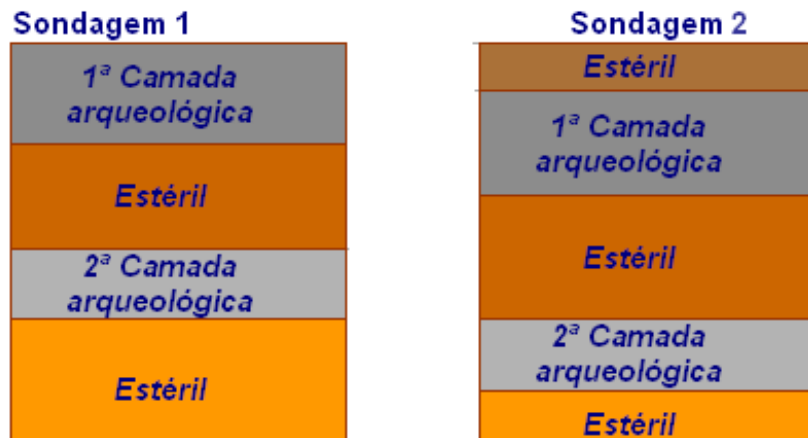 Sondagem 1
1ª Camada
arqueológica
Estéril
2ª Camada
arqueológica
Estéril
Sondagem 2
Estéril
1ª Camada
arqueológica
Estéril
2ª Camada
arqueológica
Estéril